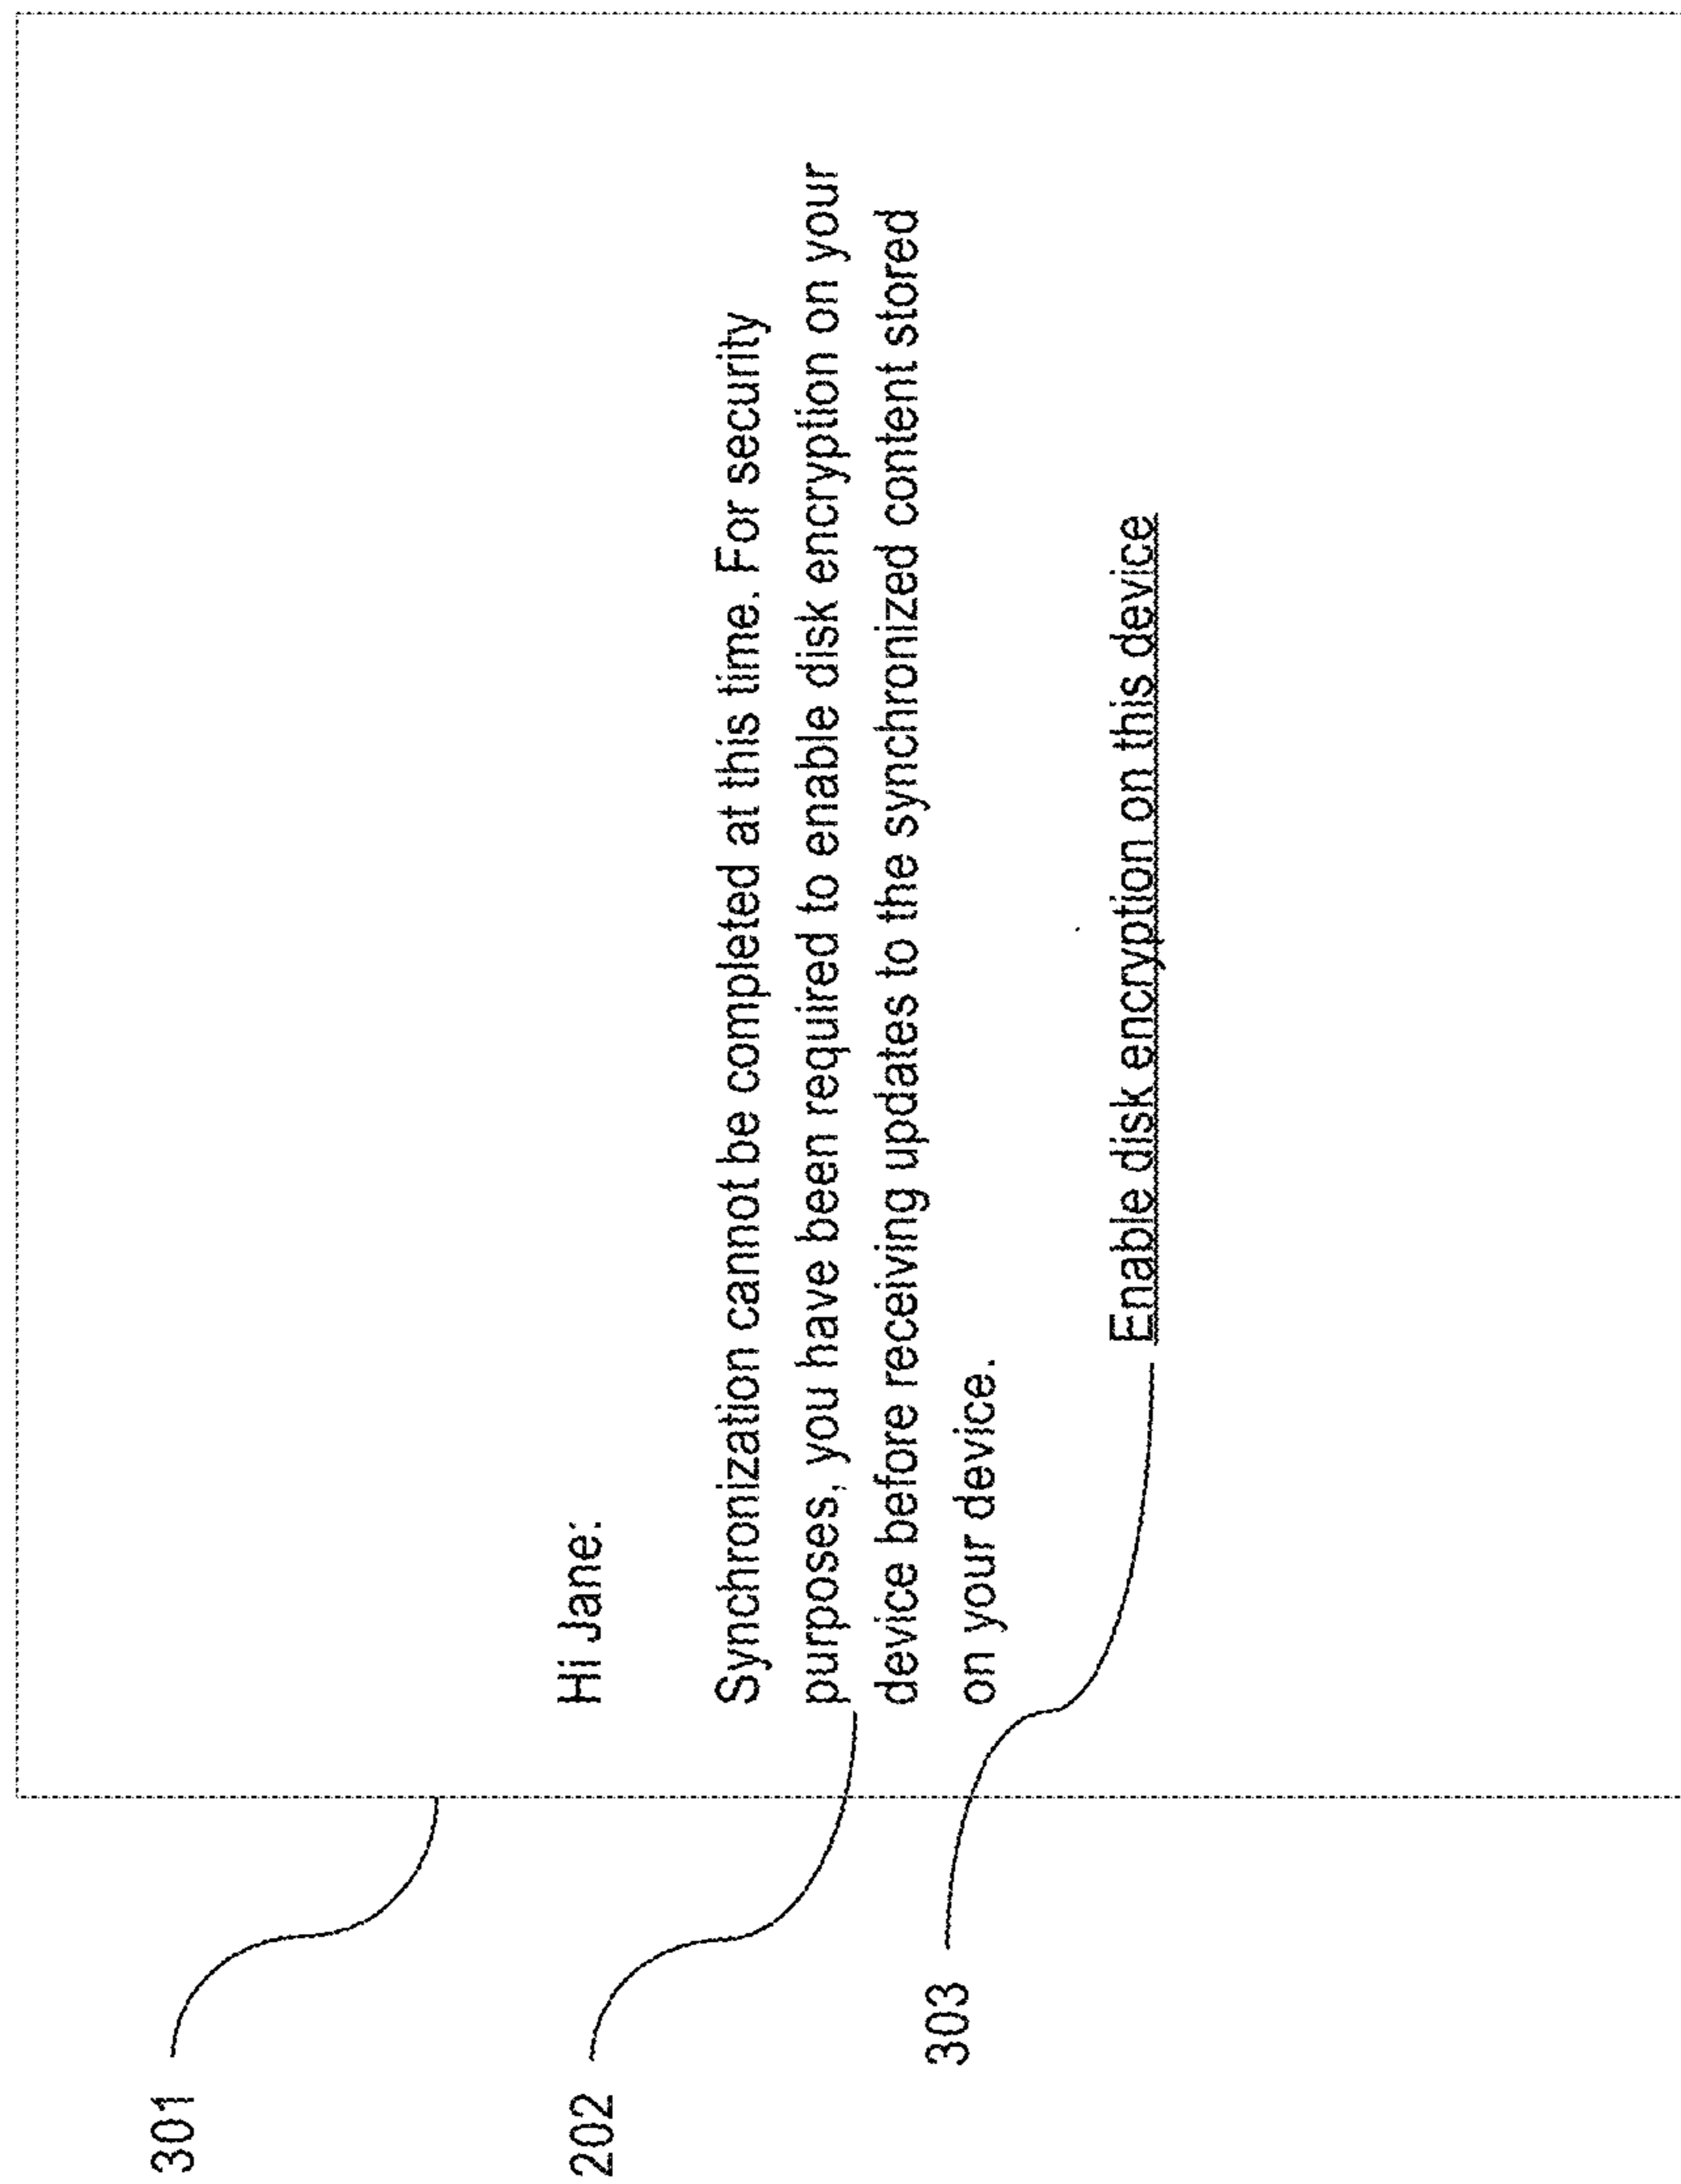 301
Hi Jane:
202
Synchronization cannot be completed at this time. For security
purposes, you have been required to enable disk encryption on your
device before receiving updates to the synchronized content stored
on your device.
303
Enable disk encryption on this device